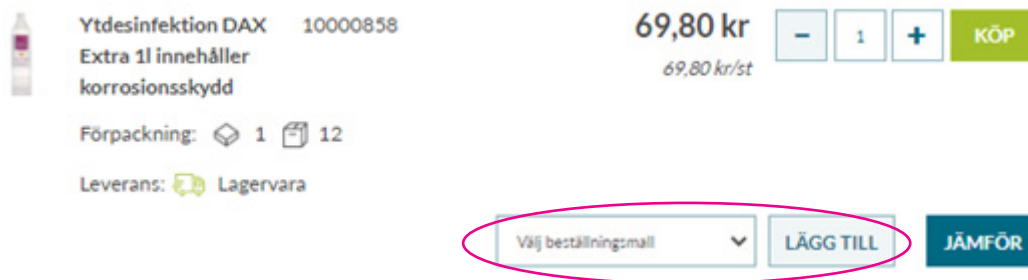 Ytdesinfektion DAX 10000858 69,80 kr − 1 + KÖP
Extra 1l innehåller 69,80 kr/st
korrosionsskydd
Förpackning: 1 12
Leverans: Lagervara
Välj beställningsmall LÄGG TILL JÄMFÖR